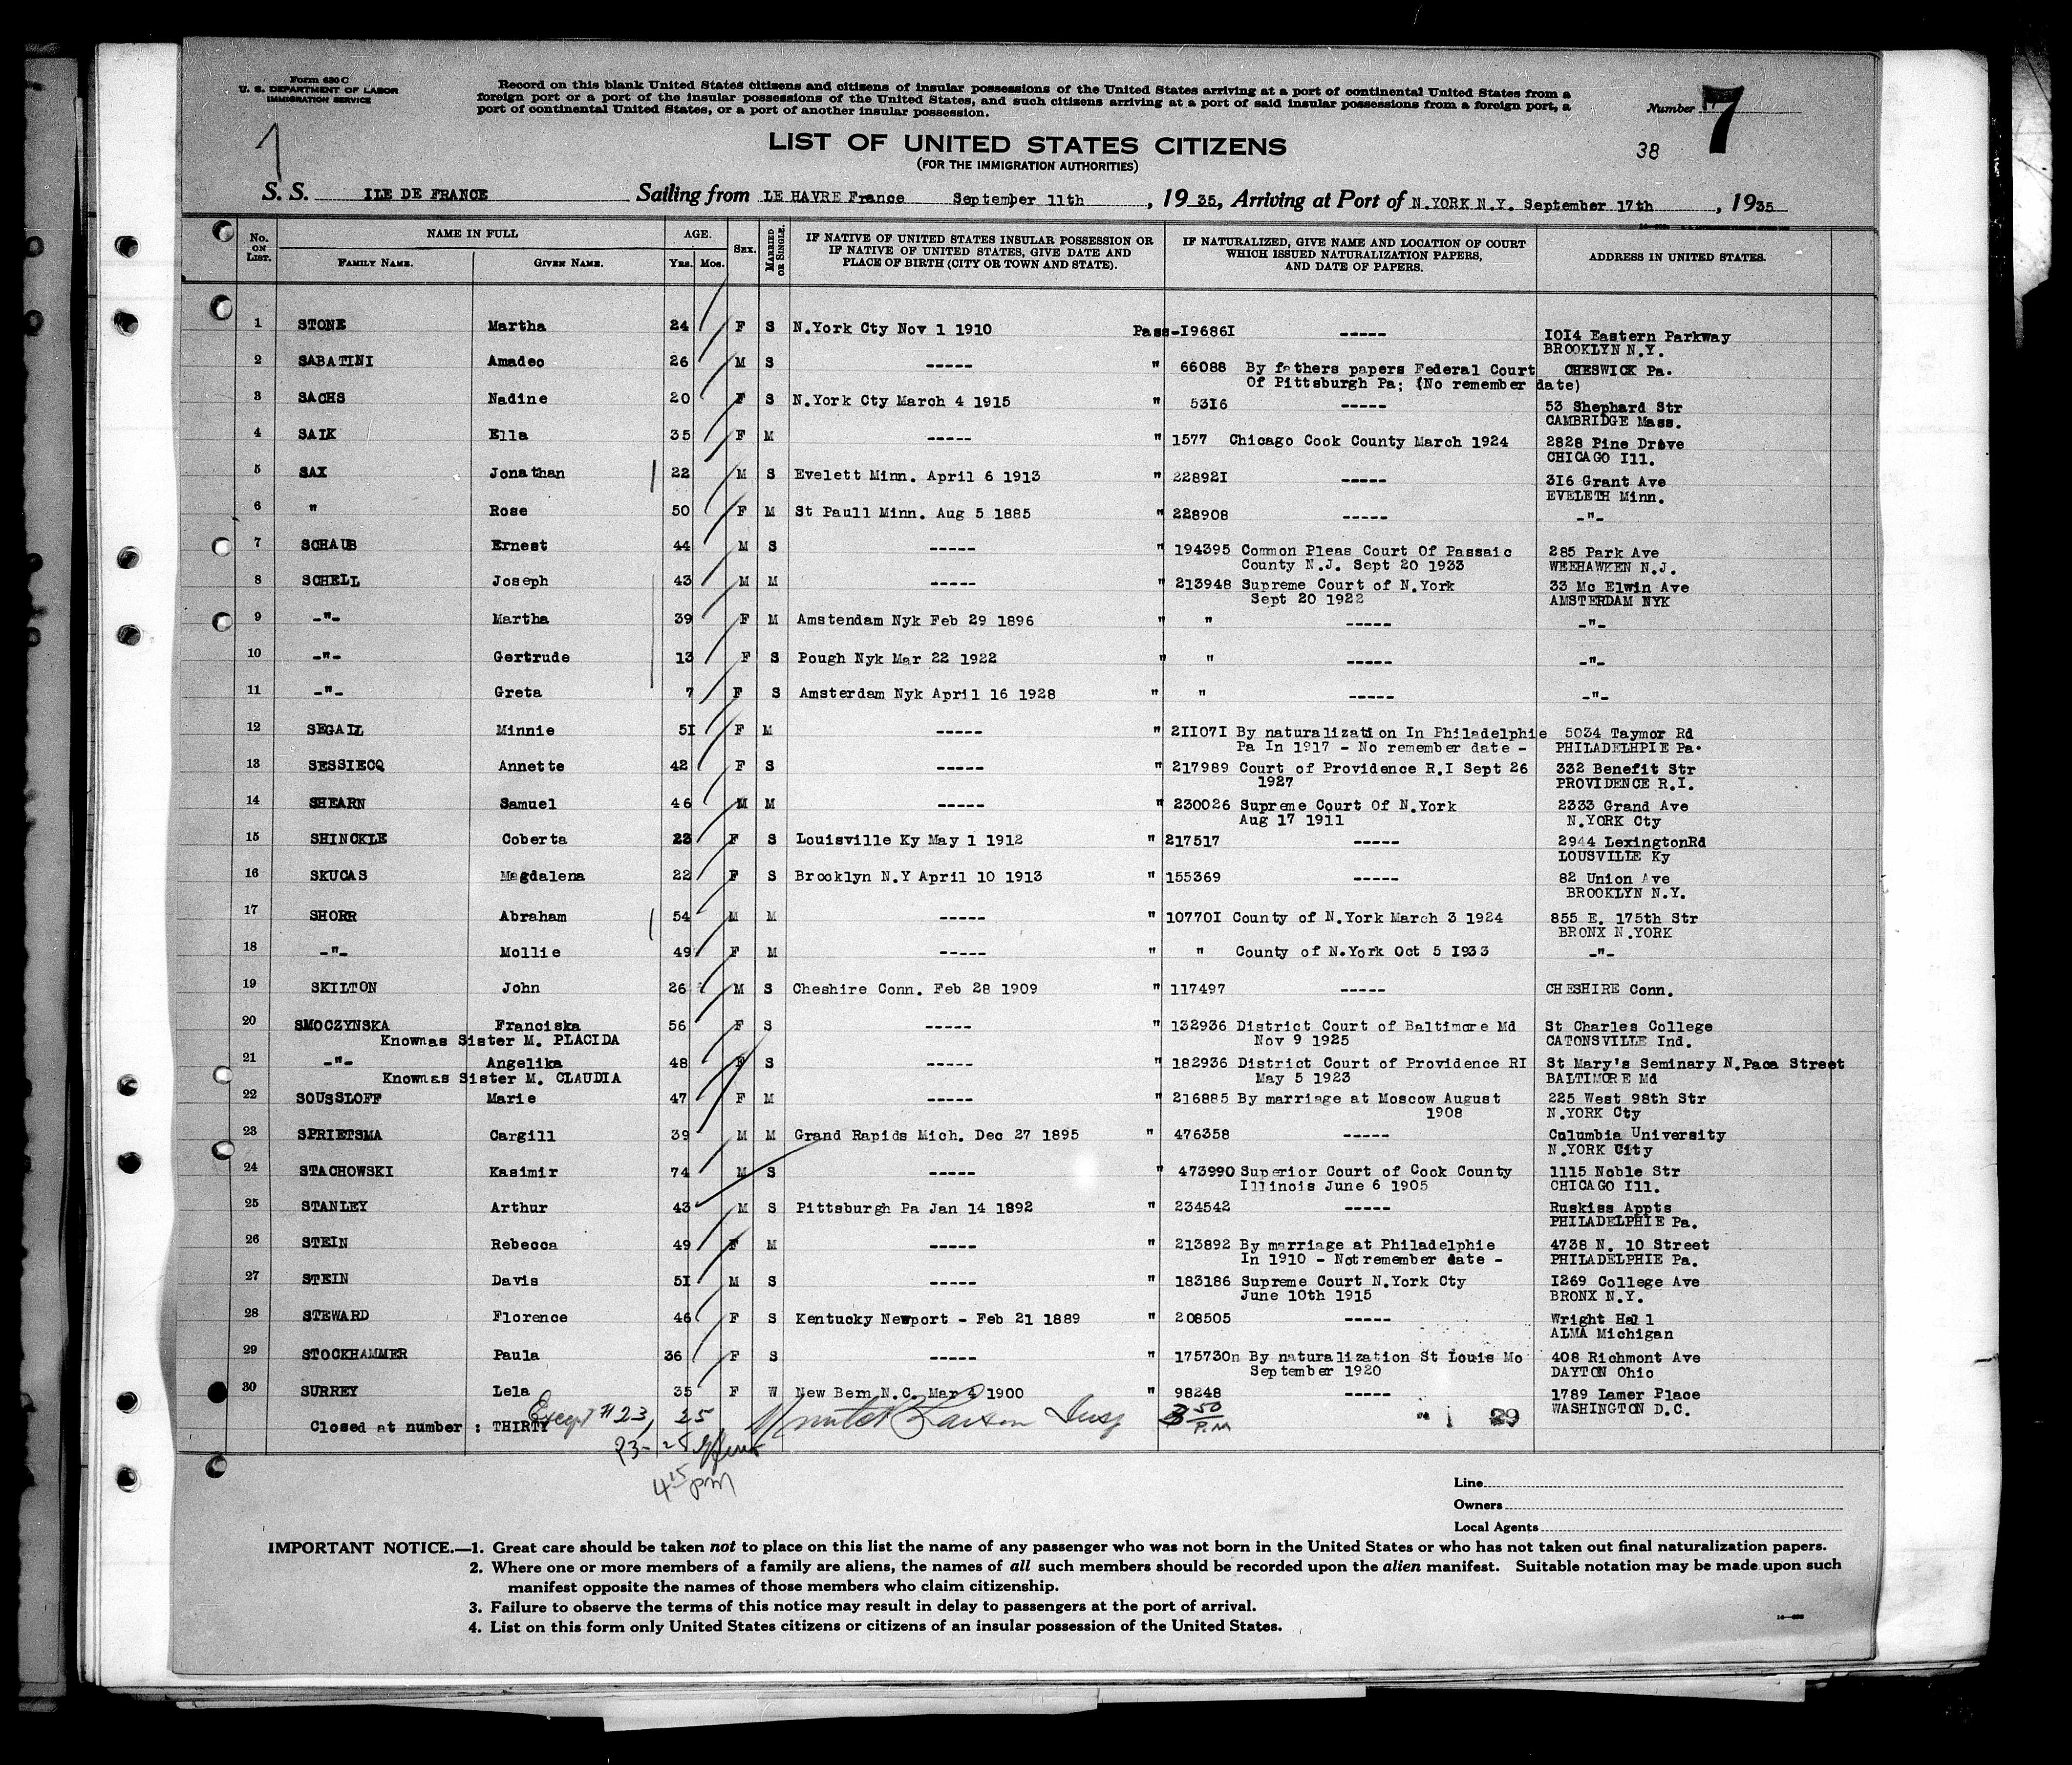 Form 630 C
U. S. DEPARTMENT OF LABOR
IMMIGRATION SERVICE
Record on this blank United States citizens and citizens of insular possessions of the United States arriving at a port of continental United States from a
foreign port or a port of the insular possessions of the United States, and such citizens arriving at a port of said insular possessions from a foreign port, a
port of continental United States, or a port of another insular possession.
Number 7
1
LIST OF UNITED STATES CITIZENS
(FOR THE IMMIGRATION AUTHORITIES)
38
S. S. ILE DE FRANCE Sailing from LE HAVRE France September 11th , 19 35, Arriving at Port of N.YORK N.Y. September 17th , 1935
No. ON LIST. NAME IN FULL AGE. SEX. MARRIED OR SINGLE. IF NATIVE OF UNITED STATES INSULAR POSSESSION OR IF NATIVE OF UNITED STATES, GIVE DATE AND PLACE OF BIRTH (CITY OR TOWN AND STATE). IF NATURALIZED, GIVE NAME AND LOCATION OF COURT WHICH ISSUED NATURALIZATION PAPERS, AND DATE OF PAPERS. ADDRESS IN UNITED STATES.
FAMILY NAME. GIVEN NAME. Yrs. Mos.
1 STONE Martha 24 F S N.York Cty Nov 1 1910 Pass-I9686I ----- IOI4 Eastern Parkway
BROOKLYN N.Y.
2 SABATINI Amadeo 26 M S ----- " 66088 By fathers papers Federal Court CHESWICK Pa.
Of Pittsburgh Pa; (No remember date)
3 SACHS Nadine 20 F S N.York Cty March 4 1915 " 53I6 ----- 53 Shephard Str
CAMBRIDGE Mass.
4 SAIK Ella 35 F M ----- " 1577 Chicago Cook County March 1924 2828 Pine Drove
CHICAGO Ill.
5 SAX Jonathan 22 M S Evelett Minn. April 6 1913 " 22892I ----- 3I6 Grant Ave
EVELETH Minn.
6 " Rose 50 F M St Paull Minn. Aug 5 1885 " 228908 ----- -"-
7 SCHAUB Ernest 44 M S ----- " 194395 Common Pleas Court Of Passaic 285 Park Ave
County N.J. Sept 20 1933 WEEHAWKEN N.J.
8 SCHELL Joseph 43 M M ----- " 213948 Supreme Court of N.York 33 Mc Elwin Ave
Sept 20 1922 AMSTERDAM NYK
9 -"- Martha 39 F M Amstendam Nyk Feb 29 1896 " " ----- -"-
10 -"- Gertrude 13 F S Pough Nyk Mar 22 1922 " " ----- -"-
11 -"- Greta 7 F S Amsterdam Nyk April 16 1928 " " ----- -"-
12 SEGALL Minnie 5I F M ----- " 2II07I By naturalization In Philadelphie 5034 Taymor Rd
Pa In 1917 - No remember date - PHILADELHPIE Pa.
13 SESSIECQ Annette 42 F S ----- " 217989 Court of Providence R.I Sept 26 332 Benefit Str
1927 PROVIDENCE R.I.
14 SHEARN Samuel 46 M M ----- " 230026 Supreme Court Of N.York 2333 Grand Ave
Aug 17 1911 N.YORK Cty
15 SHINCKLE Coberta 23 F S Louisville Ky May 1 1912 " 217517 ----- 2944 LexingtonRd
LOUSVILLE Ky
16 SKUCAS Magdalena 22 F S Brooklyn N.Y April 10 1913 " 155369 ----- 82 Union Ave
BROOKLYN N.Y.
17 SHORR Abraham 54 M M ----- " 10770I County of N.York March 3 1924 855 E. 175th Str
BRONX N.YORK
18 -"- Mollie 49 F M ----- " " County of N.York Oct 5 I933 -"-
19 SKILTON John 26 M S Cheshire Conn. Feb 28 1909 " 117497 ----- CHESHIRE Conn.
20 SMOCZYNSKA Franciska 56 F S ----- " 132936 District Court of Baltimore Md St Charles College
Knownas Sister M. PLACIDA Nov 9 1925 CATONSVILLE Ind.
21 -"- Angelika 48 F S ----- " 182936 District Court of Providence RI St Mary's Seminary N.Paca Street
Knownas Sister M. CLAUDIA May 5 1923 BALTIMORE Md
22 SOUSSLOFF Marie 47 F M ----- " 216885 By marriage at Moscow August 225 West 98th Str
1908 N.YORK Cty
23 SPRIETSMA Cargill 39 M M Grand Rapids Mich. Dec 27 1895 " 476358 ----- Columbia University
N.YORK City
24 STACHOWSKI Kasimir 74 M S ----- " 473990 Superior Court of Cook County 1115 Noble Str
Illinois June 6 1905 CHICAGO Ill.
25 STANLEY Arthur 43 M S Pittsburgh Pa Jan 14 1892 " 234542 ----- Ruskiss Appts
PHILADELPHIE Pa.
26 STEIN Rebecca 49 F M ----- " 213892 By marriage at Philadelphie 4738 N. 10 Street
In 1910 - Notremember date - PHILADELPHIE Pa.
27 STEIN Davis 5I M S ----- " 183186 Supreme Court N.York Cty I269 College Ave
June 10th 1915 BRONX N.Y.
28 STEWARD Florence 46 F S Kentucky Newport - Feb 21 1889 " 208505 ----- Wright Hall
ALMA Michigan
29 STOCKHAMMER Paula 36 F S ----- " 175730n By naturalization St Louis Mo 408 Richmont Ave
September 1920 DAYTON Ohio
30 SURREY Lela 35 F W New Bern N.C. Mar 4 1900 " 98248 ----- 1789 Lamer Place
WASHINGTON D.C.
Closed at number : THIRTY Except #23, 25 Larson Insp 3 50 P.M 29
23- 25
4 15 pm
Line
Owners
Local Agents
IMPORTANT NOTICE.—1. Great care should be taken not to place on this list the name of any passenger who was not born in the United States or who has not taken out final naturalization papers.
2. Where one or more members of a family are aliens, the names of all such members should be recorded upon the alien manifest. Suitable notation may be made upon such
manifest opposite the names of those members who claim citizenship.
3. Failure to observe the terms of this notice may result in delay to passengers at the port of arrival.
4. List on this form only United States citizens or citizens of an insular possession of the United States.